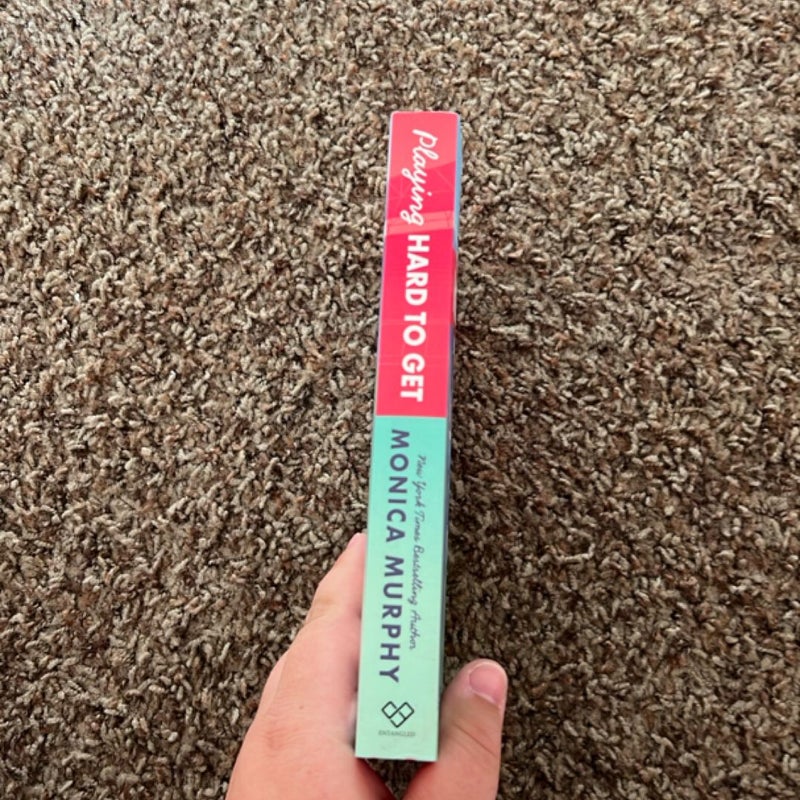 Playing HARD TO GET
New York Times Bestselling Author
MONICA MURPHY
ENTANGLED